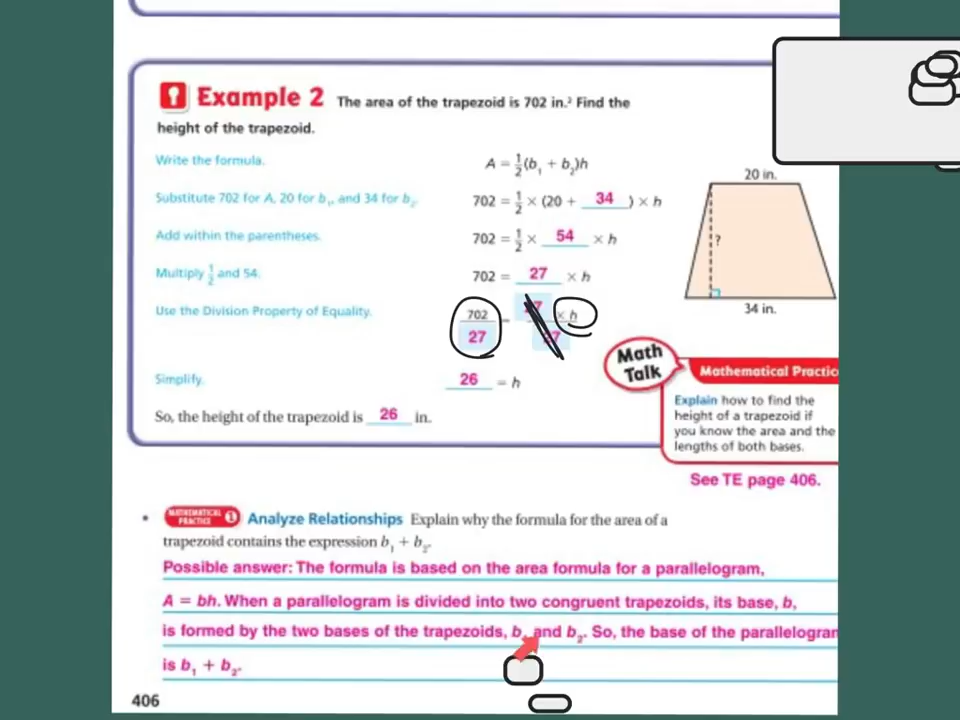 Example 2 The area of the trapezoid is 702 in.² Find the
height of the trapezoid.
Write the formula. A = 1/2(b₁ + b₂)h
20 in.
Substitute 702 for A, 20 for b₁, and 34 for b₂. 702 = 1/2 × (20 + 34) × h
Add within the parentheses. 702 = 1/2 × 54 × h
?
Multiply 1/2 and 54. 702 = 27 × h
Use the Division Property of Equality. 702/27 = 27 × h/27
34 in.
Simplify. 26 = h
So, the height of the trapezoid is 26 in.
Math
Talk
Mathematical Practic
Explain how to find the
height of a trapezoid if
you know the area and the
lengths of both bases.
See TE page 406.
• MATHEMATICAL PRACTICE 1 Analyze Relationships Explain why the formula for the area of a
trapezoid contains the expression b₁ + b₂.
Possible answer: The formula is based on the area formula for a parallelogram,
A = bh. When a parallelogram is divided into two congruent trapezoids, its base, b,
is formed by the two bases of the trapezoids, b₁ and b₂. So, the base of the parallelogram
is b₁ + b₂.
406